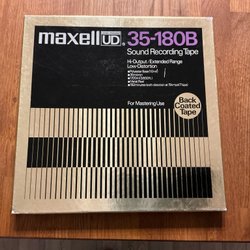 maxell UD 35-180B
Sound Recording Tape
Hi-Output / Extended Range
Low-Distortion
For Mastering Use
Back
Coated
Tape